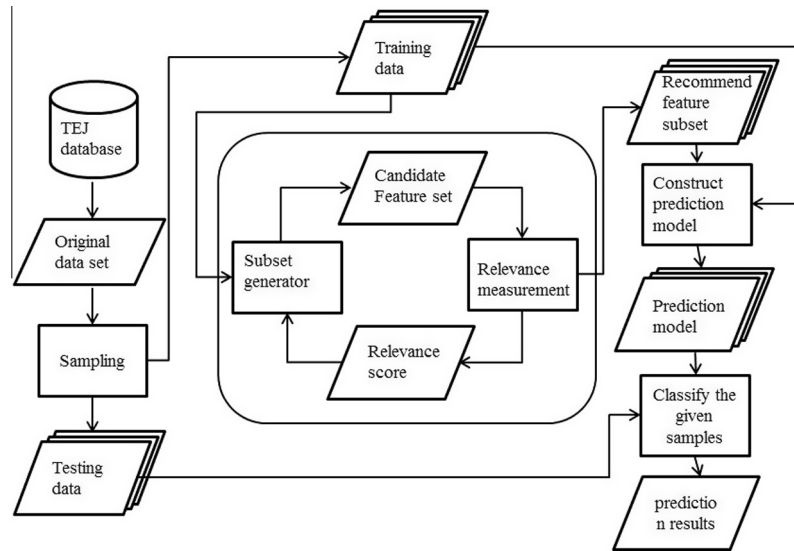 TEJ
database
Original
data set
Sampling
Testing
data
Training
data
Candidate
Feature set
Subset
generator
Relevance
measurement
Relevance
score
Recommend
feature
subset
Construct
prediction
model
Prediction
model
Classify the
given
samples
predictio
n results